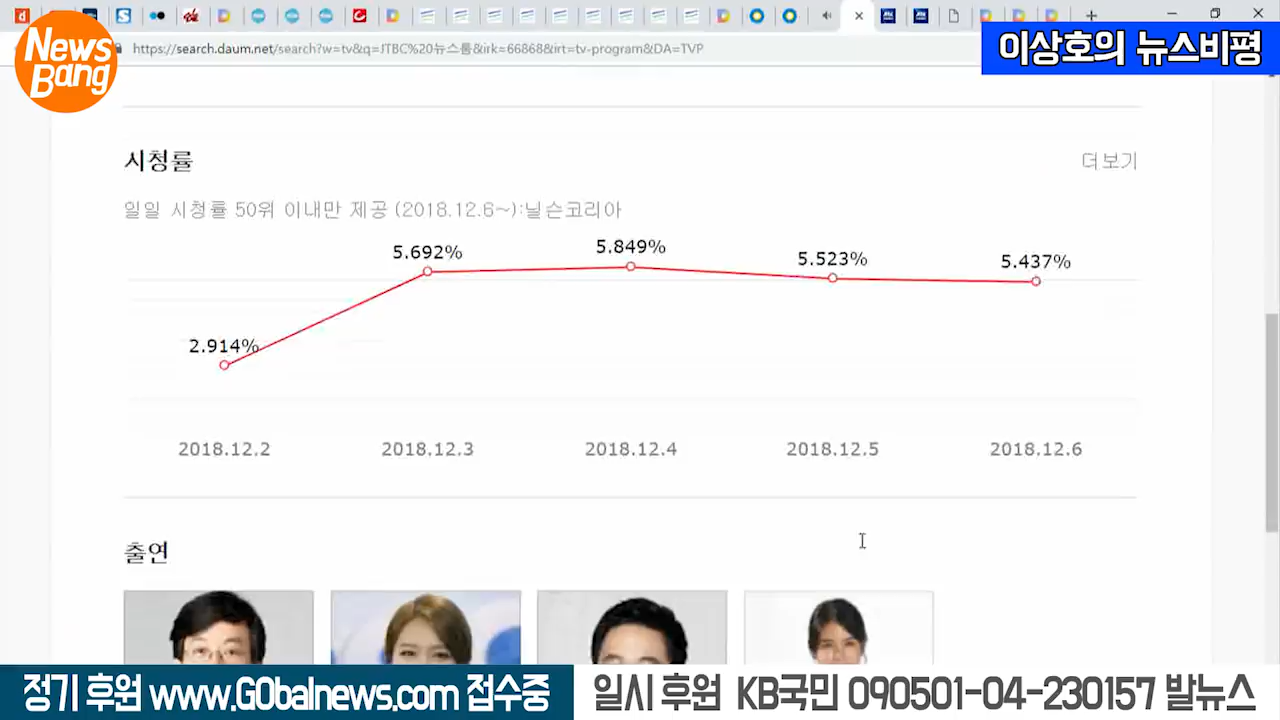 News
Bang
https://search.daum.net/search?w=tv&q=JTBC%20뉴스룸&irk=66868&irt=tv-program&DA=TVP
이상호의 뉴스비평
시청률
더보기
일일 시청률 50위 이내만 제공 (2018.12.6~):닐슨코리아
2.914%
5.692%
5.849%
5.523%
5.437%
2018.12.2
2018.12.3
2018.12.4
2018.12.5
2018.12.6
출연
정기 후원 www.GObalnews.com 접수중
일시 후원 KB국민 090501-04-230157 발뉴스